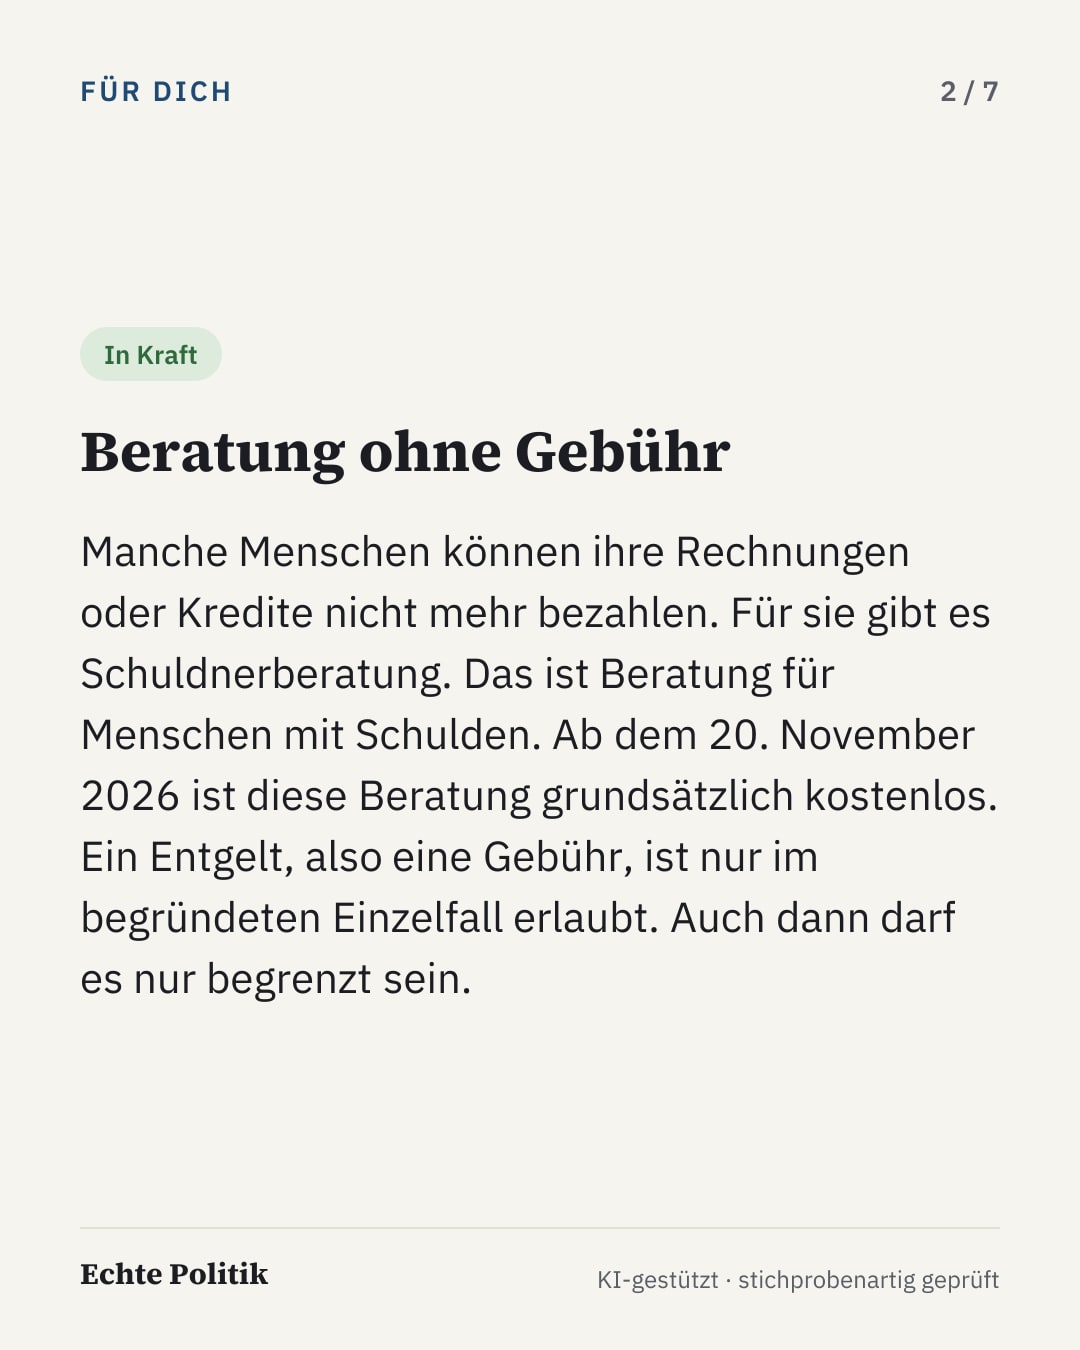 FÜR DICH
2 / 7
In Kraft
Beratung ohne Gebühr
Manche Menschen können ihre Rechnungen
oder Kredite nicht mehr bezahlen. Für sie gibt es
Schuldnerberatung. Das ist Beratung für
Menschen mit Schulden. Ab dem 20. November
2026 ist diese Beratung grundsätzlich kostenlos.
Ein Entgelt, also eine Gebühr, ist nur im
begründeten Einzelfall erlaubt. Auch dann darf
es nur begrenzt sein.
Echte Politik
KI-gestützt · stichprobenartig geprüft